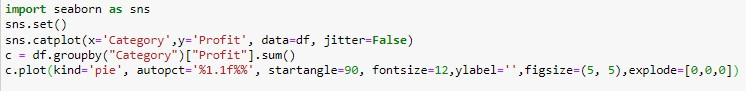 import seaborn as sns
sns.set()
sns.catplot(x='Category',y='Profit', data=df, jitter=False)
c = df.groupby("Category")["Profit"].sum()
c.plot(kind='pie', autopct='%1.1f%%', startangle=90, fontsize=12,ylabel='',figsize=(5, 5),explode=[0,0,0])